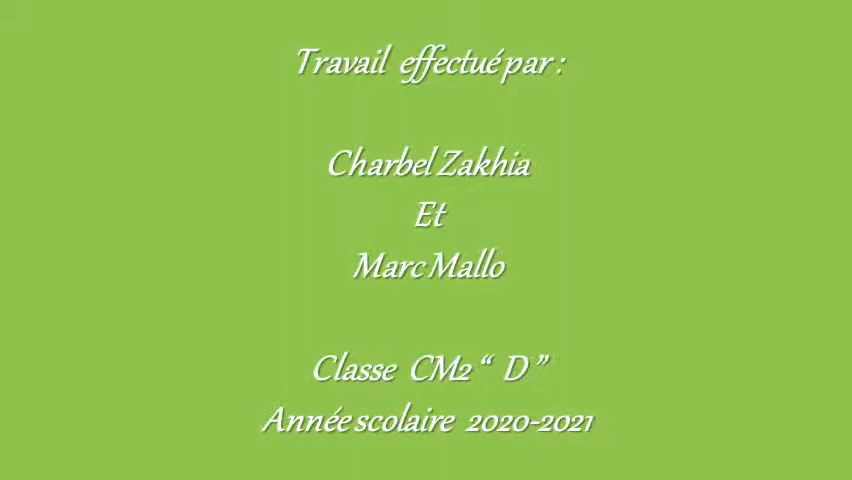 Travail effectué par :
Charbel Zakhia
Et
Marc Mallo
Classe CM2 “ D ”
Année scolaire 2020-2021